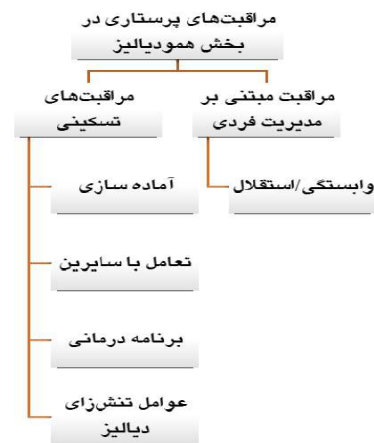 مراقبت‌های پرستاری در
بخش همودیالیز
مراقبت مبتنی بر
مدیریت فردی
وابستگی/استقلال
مراقبت‌های
تسکینی
آماده سازی
تعامل با سایرین
برنامه درمانی
عوامل تنش‌زای
دیالیز